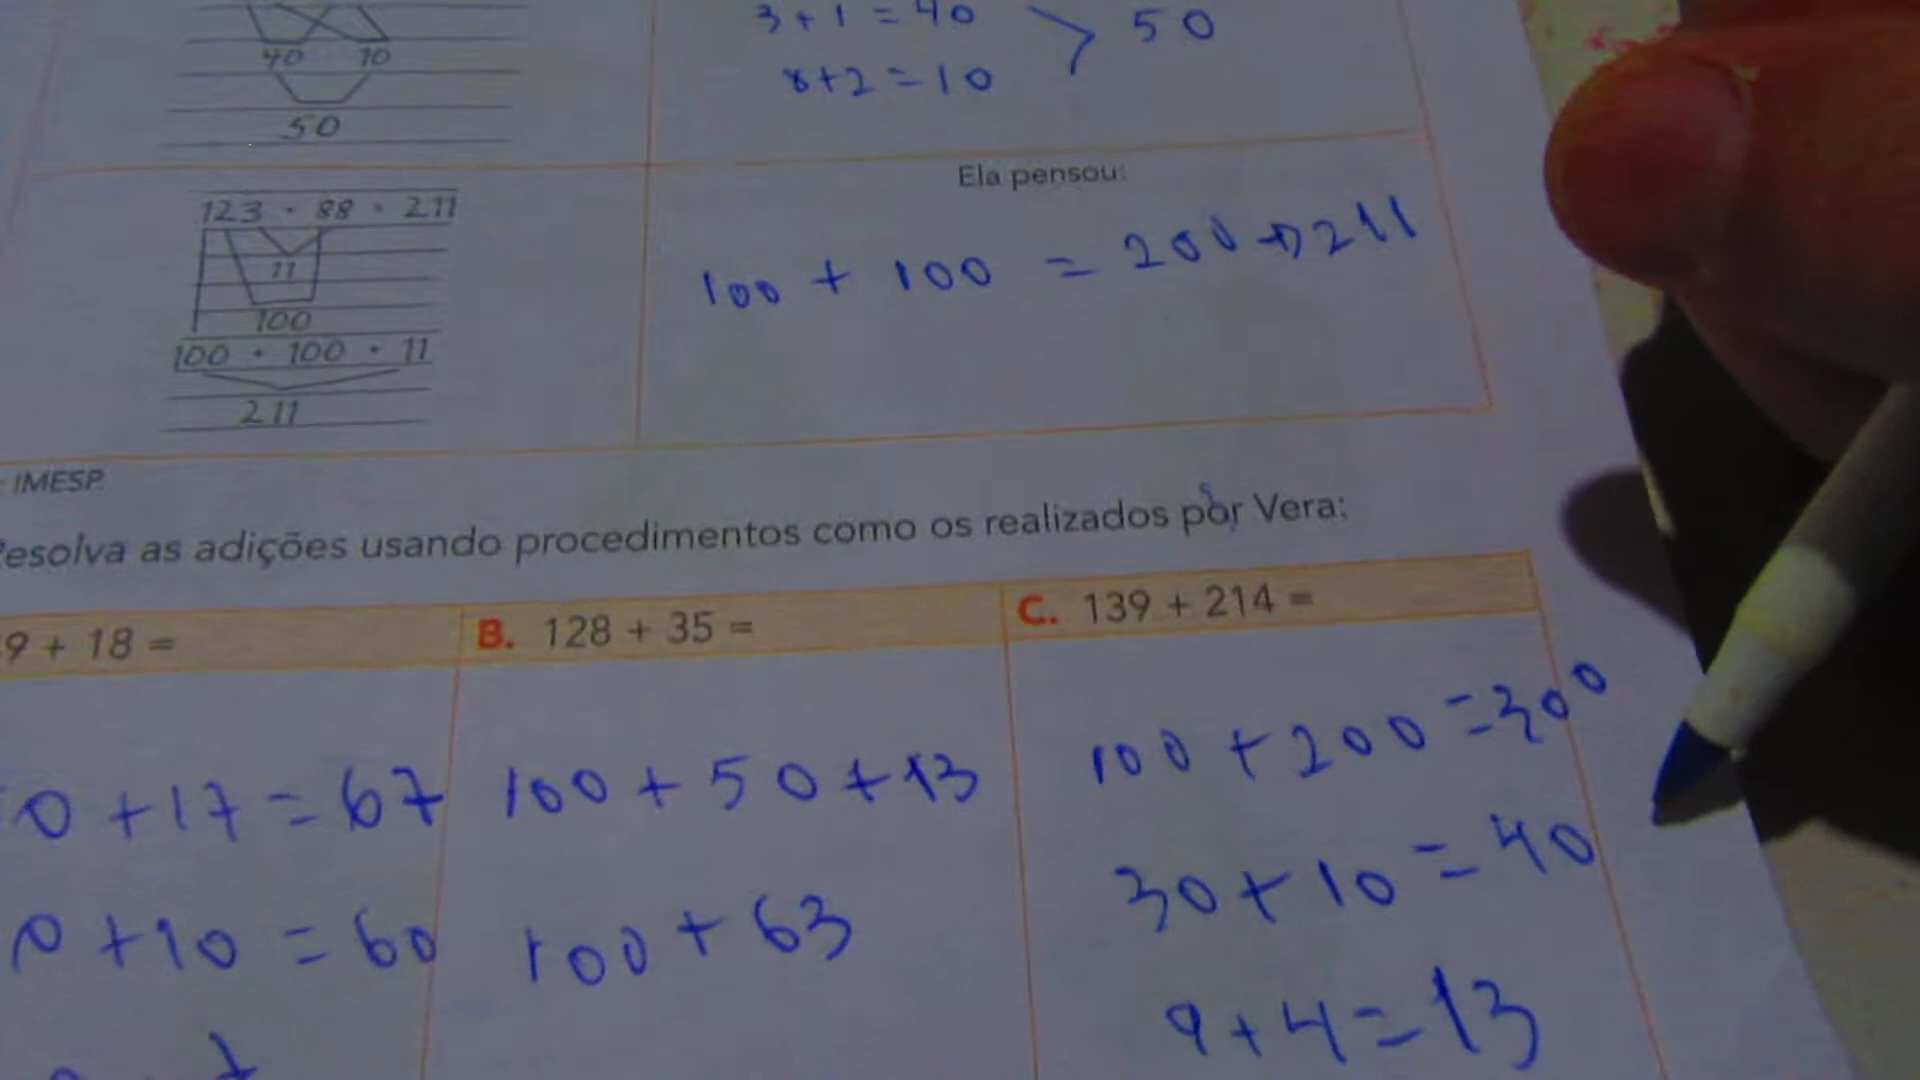 40 10
50
3+1=40
8+2=10 > 50
123 + 88 = 211
11
100
100 + 100 + 11
211
Ela pensou:
100 + 100 = 200 → 211
IMESP.
Resolva as adições usando procedimentos como os realizados por Vera:
9 + 18 =
0 + 17 = 67
0 + 10 = 60
B. 128 + 35 =
100 + 50 + 13
100 + 63
C. 139 + 214 =
100 + 200 = 300
30 + 10 = 40
9 + 4 = 13